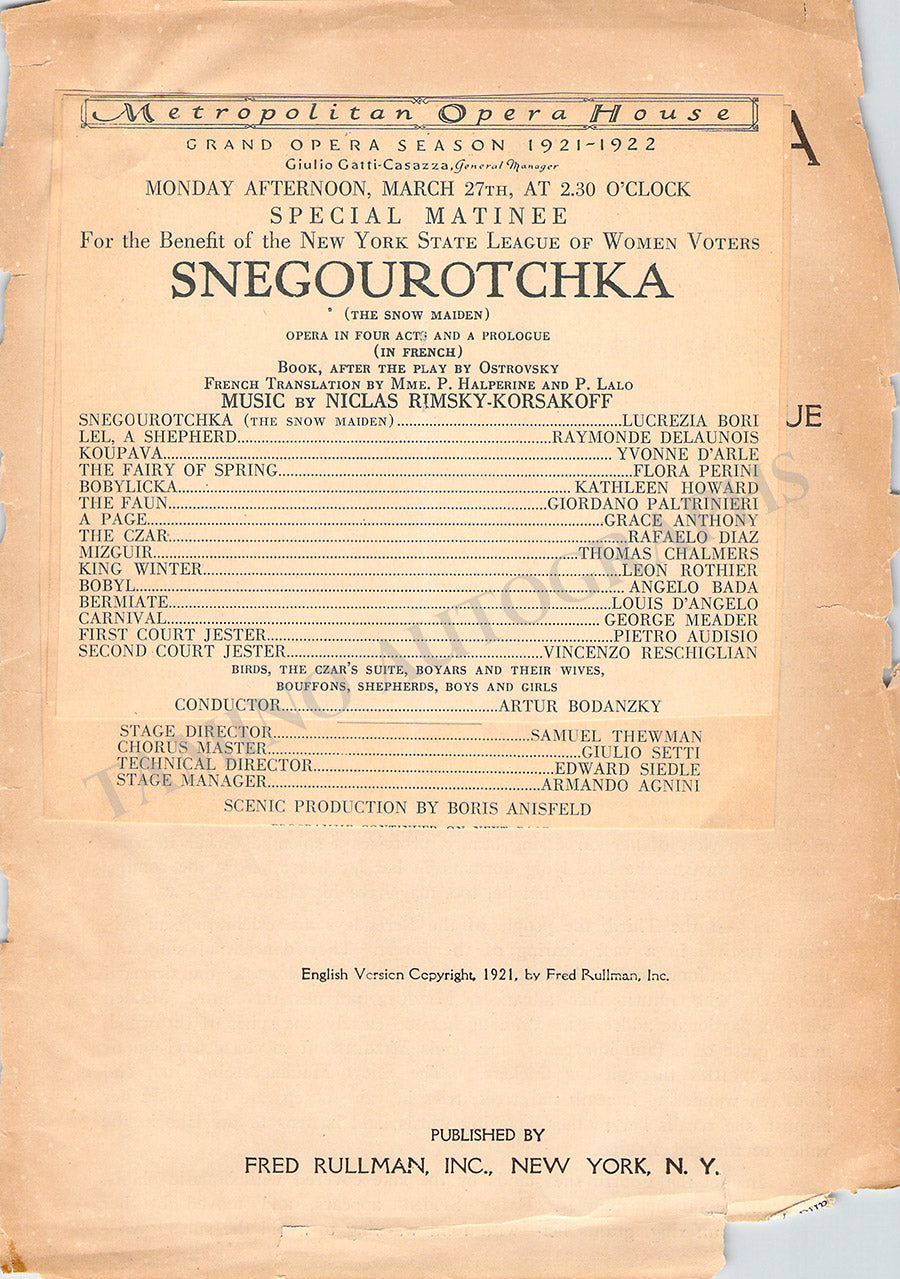 Metropolitan Opera House
GRAND OPERA SEASON 1921-1922
Giulio Gatti-Casazza, General Manager
MONDAY AFTERNOON, MARCH 27TH, AT 2.30 O'CLOCK
SPECIAL MATINEE
For the Benefit of the NEW YORK STATE LEAGUE OF WOMEN VOTERS
SNEGOUROTCHKA
(THE SNOW MAIDEN)
OPERA IN FOUR ACTS AND A PROLOGUE
(IN FRENCH)
BOOK, AFTER THE PLAY BY OSTROVSKY
FRENCH TRANSLATION BY MME. P. HALPERINE AND P. LALO
MUSIC BY NICLAS RIMSKY-KORSAKOFF
SNEGOUROTCHKA (THE SNOW MAIDEN)........LUCREZIA BORI
LEL, A SHEPHERD........RAYMONDE DELAUNOIS
KOUPAVA........YVONNE D'ARLE
THE FAIRY OF SPRING........FLORA PERINI
BOBYLICKA........KATHLEEN HOWARD
THE FAUN........GIORDANO PALTRINIERI
A PAGE........GRACE ANTHONY
THE CZAR........RAFAELO DIAZ
MIZGUIR........THOMAS CHALMERS
KING WINTER........LEON ROTHIER
BOBYL........ANGELO BADA
BERMIATE........LOUIS D'ANGELO
CARNIVAL........GEORGE MEADER
FIRST COURT JESTER........PIETRO AUDISIO
SECOND COURT JESTER........VINCENZO RESCHIGLIAN
BIRDS, THE CZAR'S SUITE, BOYARS AND THEIR WIVES,
BOUFFONS, SHEPHERDS, BOYS AND GIRLS
CONDUCTOR........ARTUR BODANZKY
STAGE DIRECTOR........SAMUEL THEWMAN
CHORUS MASTER........GIULIO SETTI
TECHNICAL DIRECTOR........EDWARD SIEDLE
STAGE MANAGER........ARMANDO AGNINI
SCENIC PRODUCTION BY BORIS ANISFELD
A
UE
TAMINO AUTOGRAPHS
English Version Copyright, 1921, by Fred Rullman, Inc.
PUBLISHED BY
FRED RULLMAN, INC., NEW YORK, N. Y.